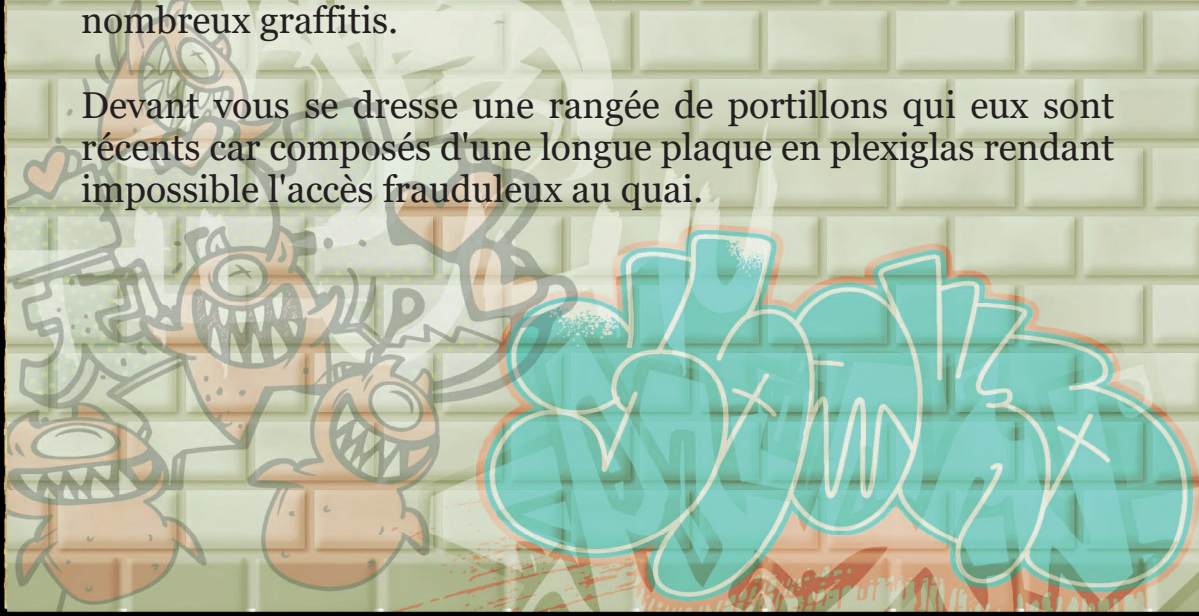 nombreux graffitis.
Devant vous se dresse une rangée de portillons qui eux sont
récents car composés d'une longue plaque en plexiglas rendant
impossible l'accès frauduleux au quai.